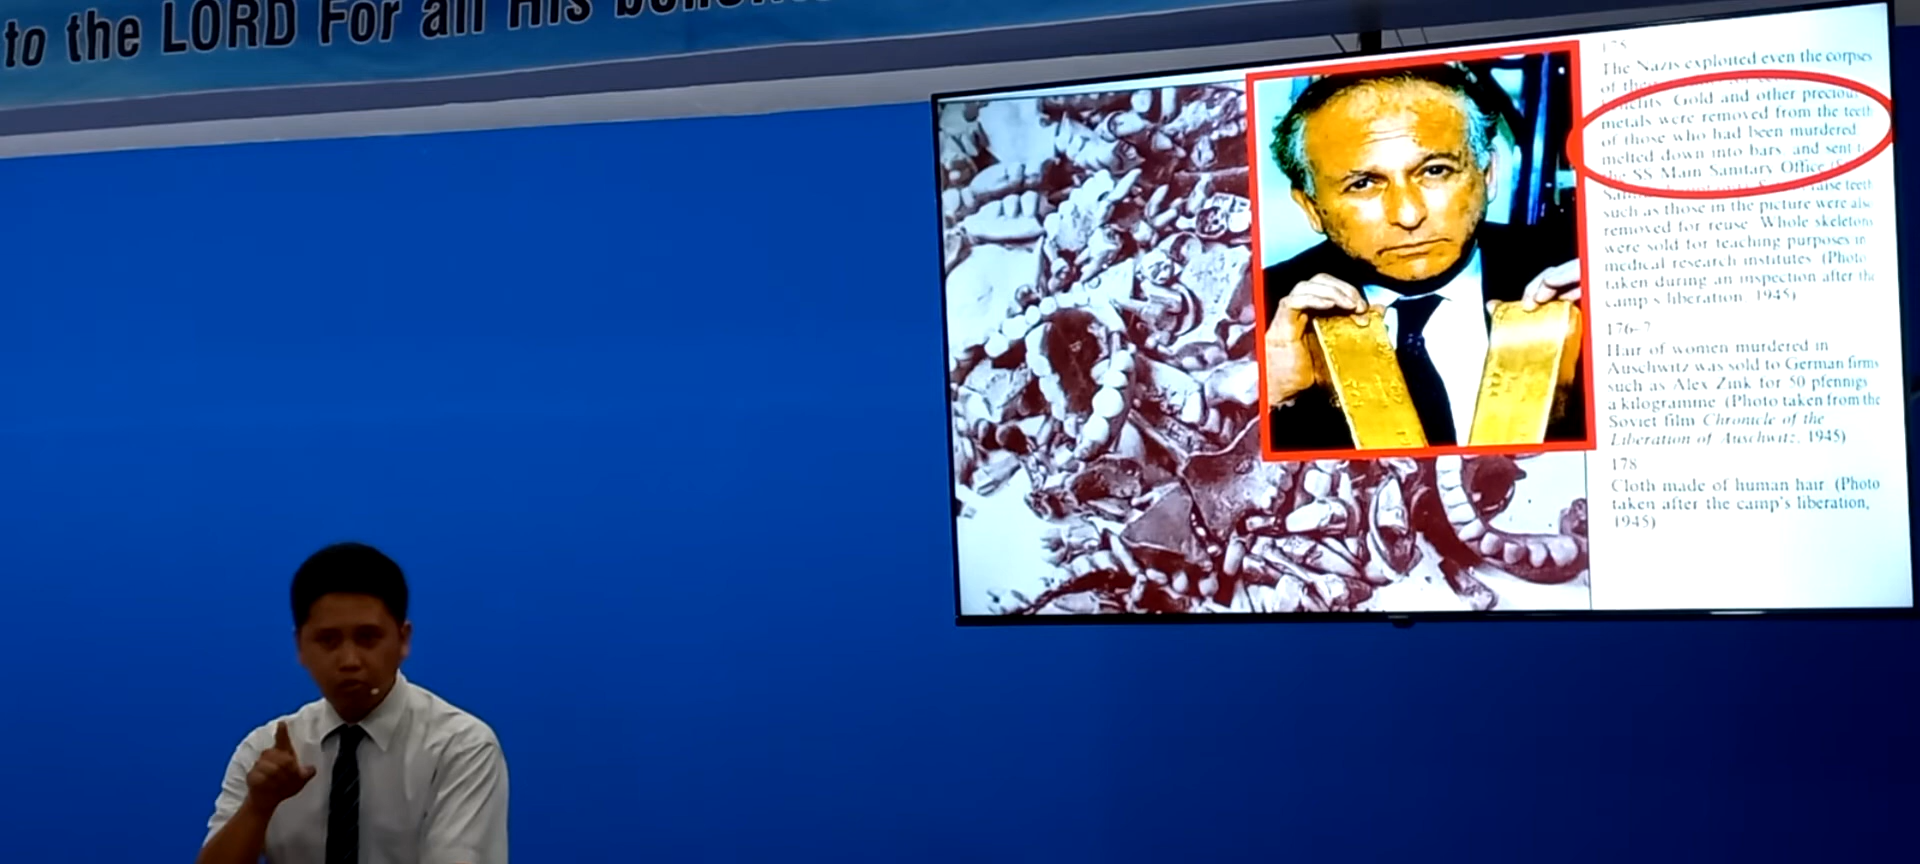 to the LORD For all His
175
The Nazis exploited even the corpses
of
Gold and other precious
metals were removed from the teeth
of those who had been murdered
melted down into bars, and sent
the SS Main Sanitary Office
teeth
such as those in the picture were also
removed for reuse. Whole skeletons
were sold for teaching purposes in
medical research institutes. (Photo
taken during an inspection after the
camp's liberation, 1945)
176-7
Hair of women murdered in
Auschwitz was sold to German firms
such as Alex Zink for 50 pfennigs
a kilogramme. (Photo taken from the
Soviet film Chronicle of the
Liberation of Auschwitz, 1945)
178
Cloth made of human hair. (Photo
taken after the camp's liberation,
1945)